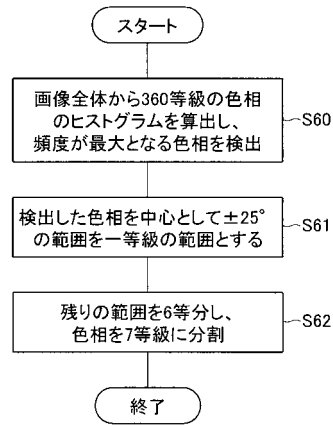 スタート
画像全体から360等級の色相
のヒストグラムを算出し、
頻度が最大となる色相を検出
S60
検出した色相を中心として±25°
の範囲を一等級の範囲とする
S61
残りの範囲を6等分し、
色相を7等級に分割
S62
終了